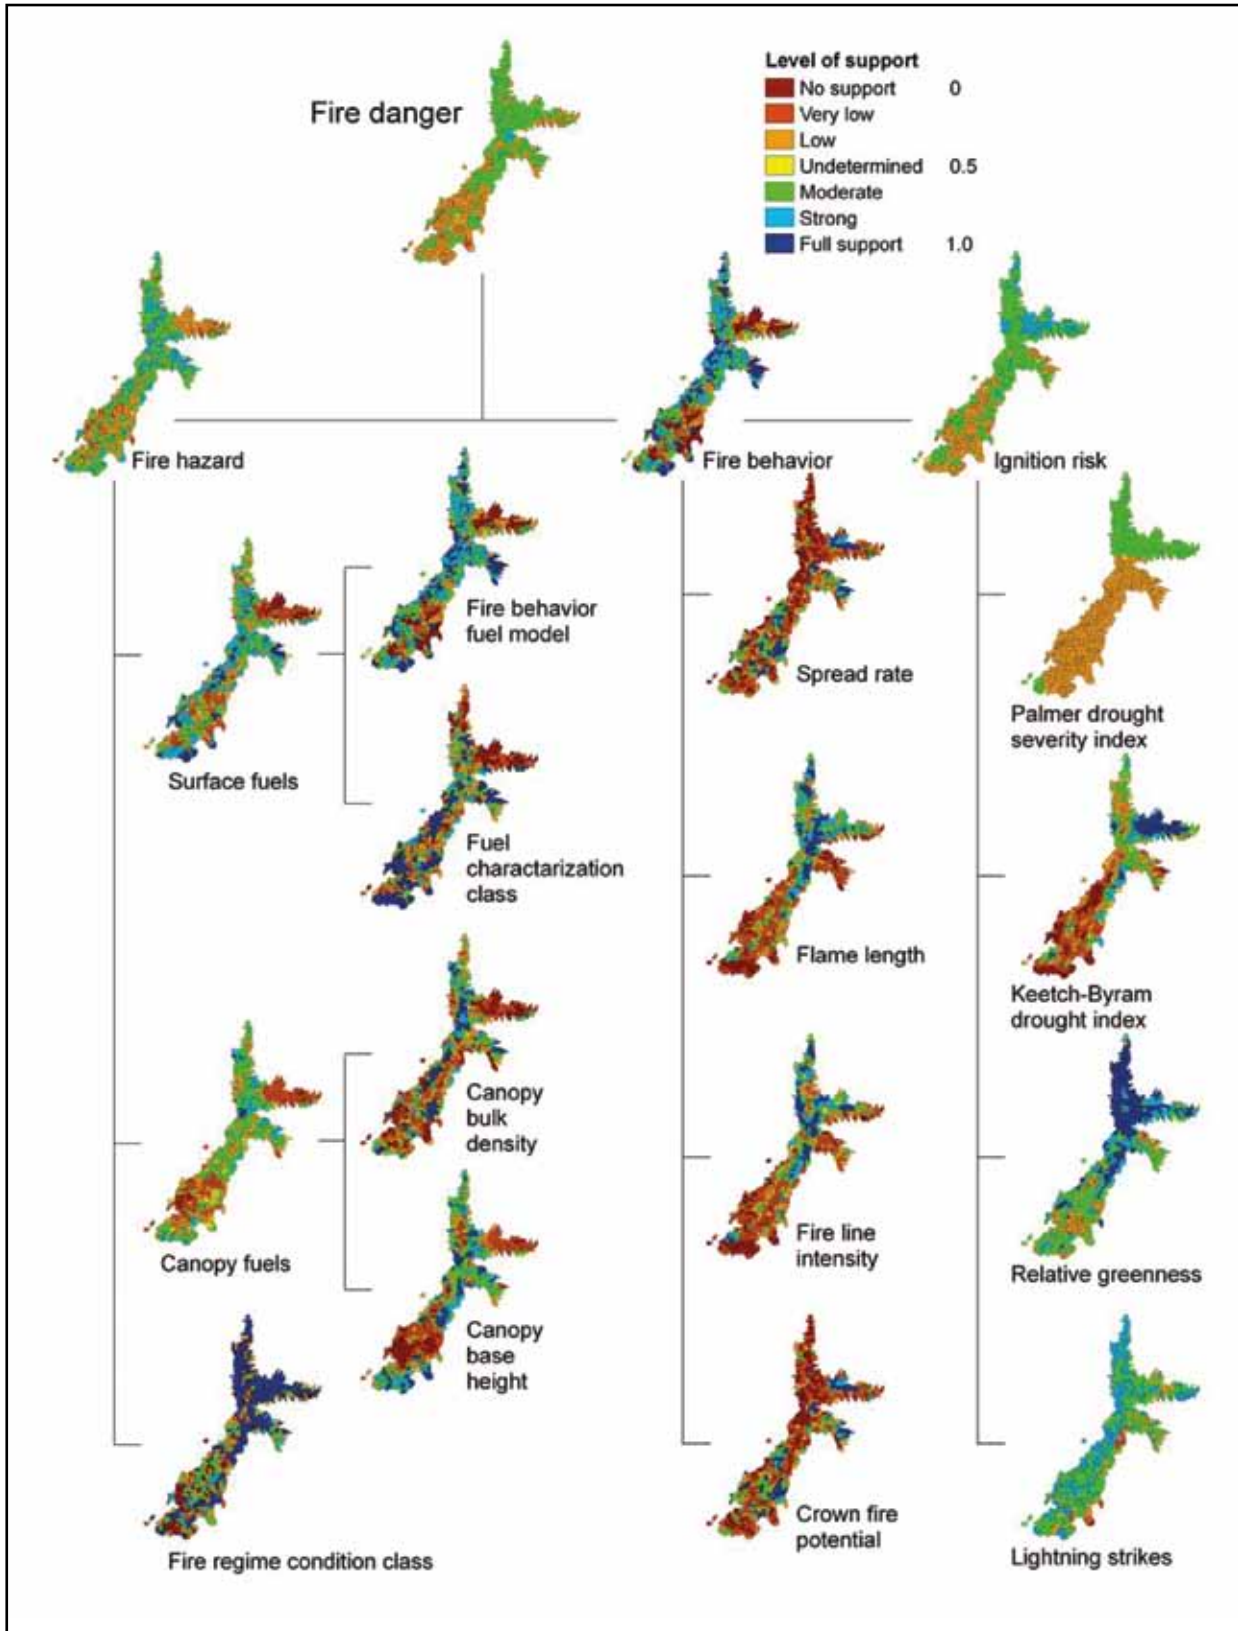 Fire danger
Level of support
No support 0
Very low
Low
Undetermined 0.5
Moderate
Strong
Full support 1.0
Fire hazard
Fire behavior
Ignition risk
Fire behavior
fuel model
Surface fuels
Spread rate
Palmer drought
severity index
Fuel
charactarization
class
Flame length
Keetch-Byram
drought index
Canopy
bulk
density
Canopy fuels
Fire line
intensity
Relative greenness
Canopy
base
height
Fire regime condition class
Crown fire
potential
Lightning strikes